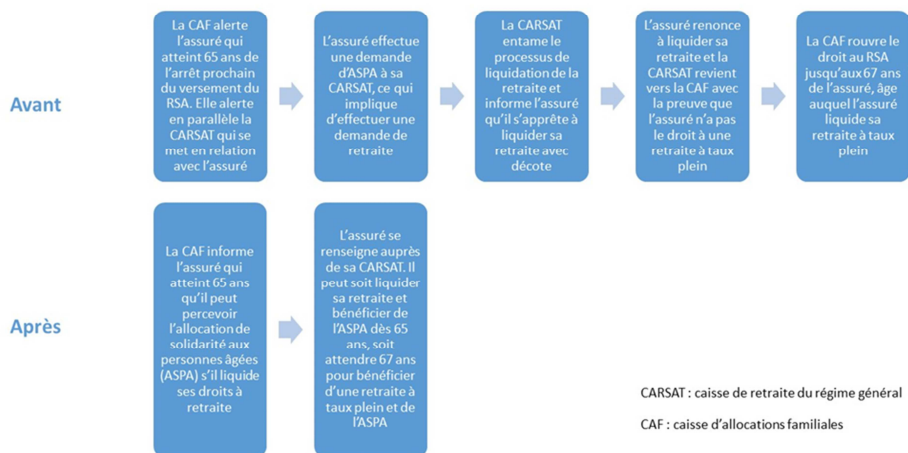 Avant
La CAF alerte
l'assuré qui
atteint 65 ans de
l'arrêt prochain
du versement du
RSA. Elle alerte
en parallèle la
CARSAT qui se
met en relation
avec l'assuré
L'assuré effectue
une demande
d'ASPA à sa
CARSAT, ce qui
implique
d'effectuer une
demande de
retraite
La CARSAT
entame le
processus de
liquidation de la
retraite et
informe l'assuré
qu'il s'apprête à
liquider sa
retraite avec
décote
L'assuré renonce
à liquider sa
retraite et la
CARSAT revient
vers la CAF avec
la preuve que
l'assuré n'a pas
le droit à une
retraite à taux
plein
La CAF rouvre le
droit au RSA
jusqu'aux 67 ans
de l'assuré, âge
auquel l'assuré
liquide sa
retraite à taux
plein
Après
La CAF informe
l'assuré qui
atteint 65 ans
qu'il peut
percevoir
l'allocation de
solidarité aux
personnes âgées
(ASPA) s'il liquide
ses droits à
retraite
L'assuré se
renseigne auprès
de sa CARSAT. Il
peut soit liquider
sa retraite et
bénéficier de
l'ASPA dès 65
ans, soit
attendre 67 ans
pour bénéficier
d'une retraite à
taux plein et de
l'ASPA
CARSAT : caisse de retraite du régime général
CAF : caisse d'allocations familiales